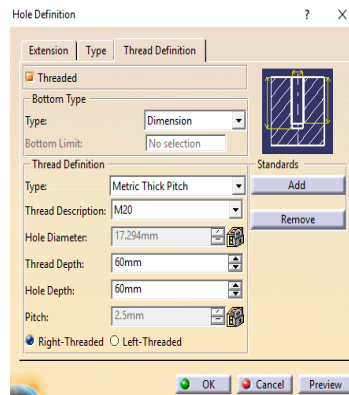 Hole Definition ? X
Extension Type Thread Definition
Threaded
Bottom Type
Type: Dimension
Bottom Limit: No selection
Thread Definition
Type: Metric Thick Pitch
Thread Description: M20
Hole Diameter: 17.294mm
Thread Depth: 60mm
Hole Depth: 60mm
Pitch: 2.5mm
Right-Threaded Left-Threaded
Standards
Add
Remove
OK Cancel Preview